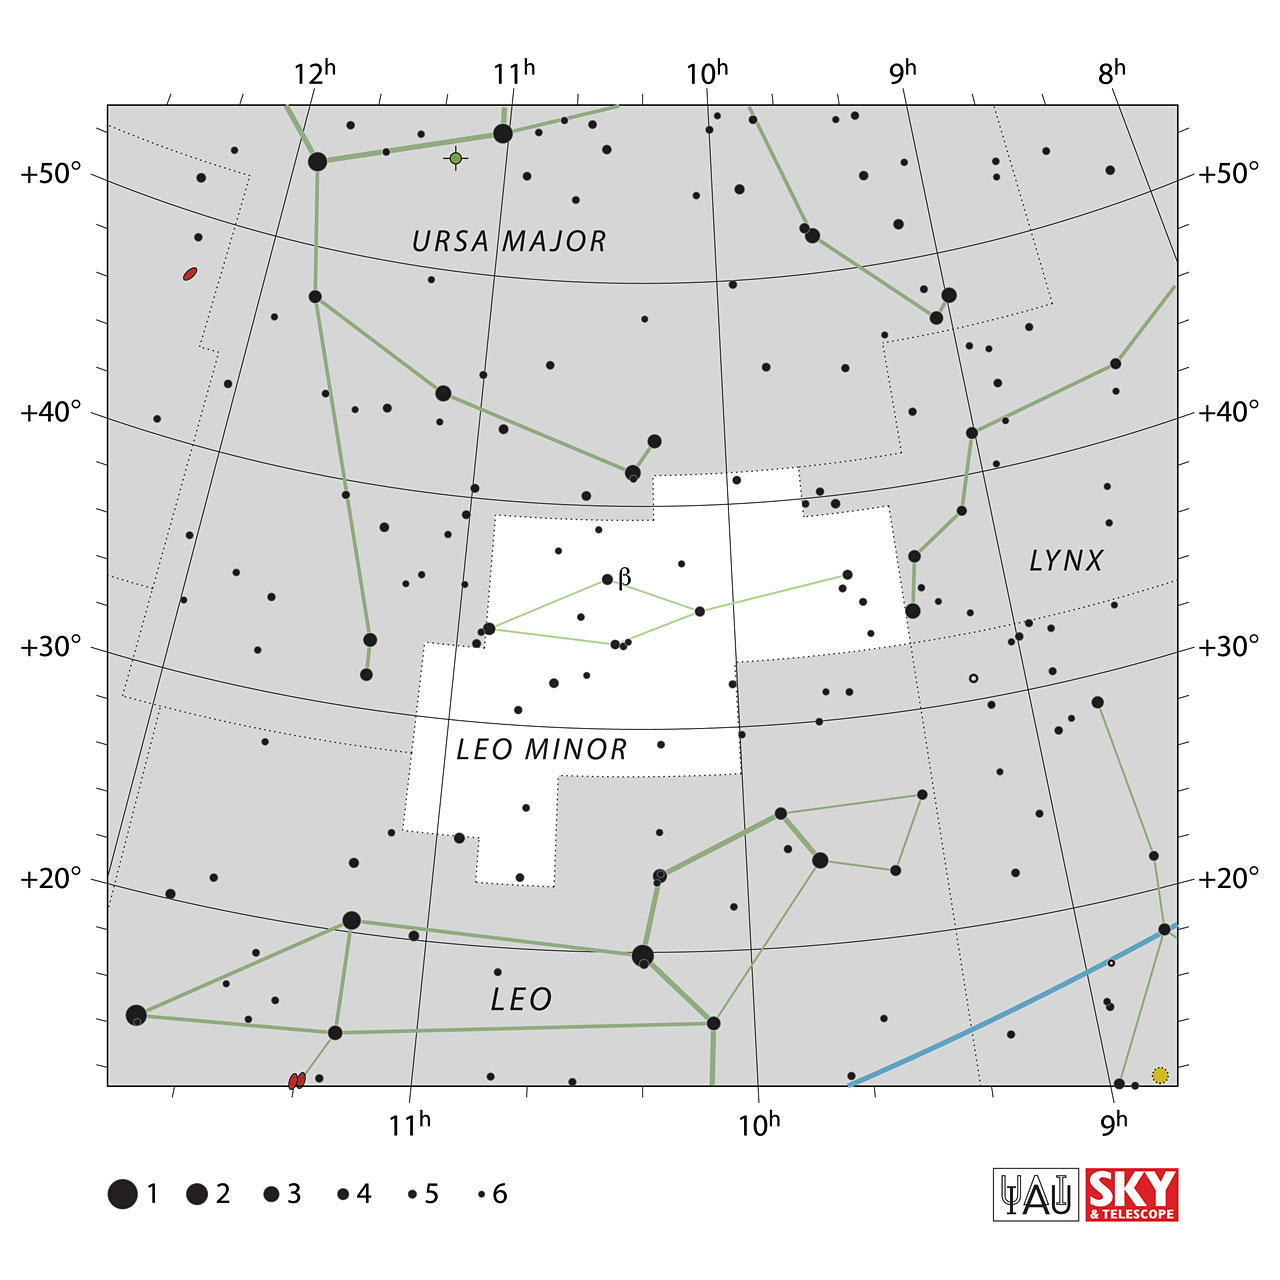 12h 11h 10h 9h 8h
+50° +50°
URSA MAJOR
+40° +40°
LYNX
β
+30° +30°
LEO MINOR
+20° +20°
LEO
11h 10h 9h
1 2 3 4 5 6
IAU
SKY
& TELESCOPE